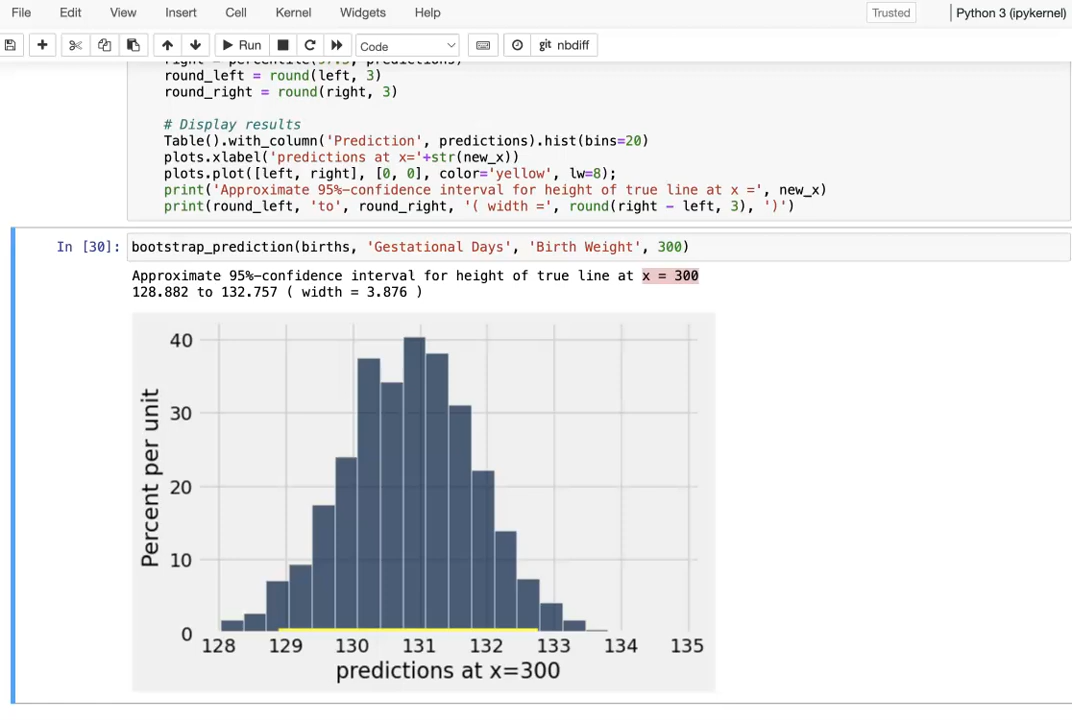 File Edit View Insert Cell Kernel Widgets Help Trusted Python 3 (ipykernel)
Run Code git nbdiff
round_left = round(left, 3)
round_right = round(right, 3)
# Display results
Table().with_column('Prediction', predictions).hist(bins=20)
plots.xlabel('predictions at x='+str(new_x))
plots.plot([left, right], [0, 0], color='yellow', lw=8);
print('Approximate 95%-confidence interval for height of true line at x =', new_x)
print(round_left, 'to', round_right, '( width =', round(right - left, 3), ')')
In [30]: bootstrap_prediction(births, 'Gestational Days', 'Birth Weight', 300)
Approximate 95%-confidence interval for height of true line at x = 300
128.882 to 132.757 ( width = 3.876 )
40
30
20
10
0
Percent per unit
128 129 130 131 132 133 134 135
predictions at x=300